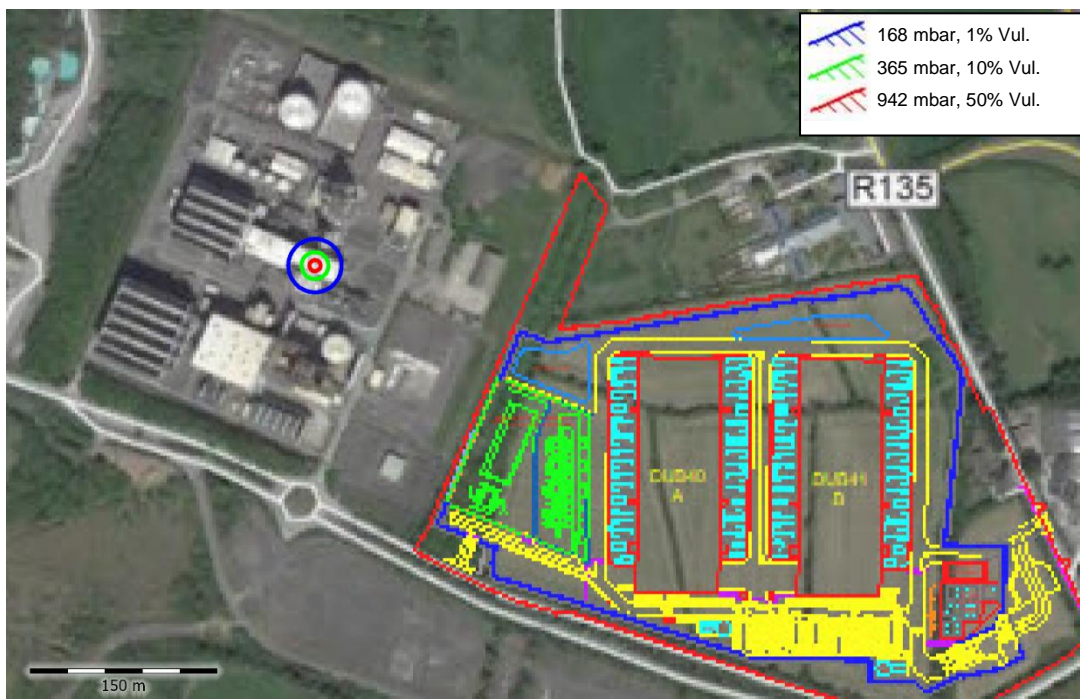 168 mbar, 1% Vul.
365 mbar, 10% Vul.
942 mbar, 50% Vul.
R135
DUB40
A
DUB41
B
150 m